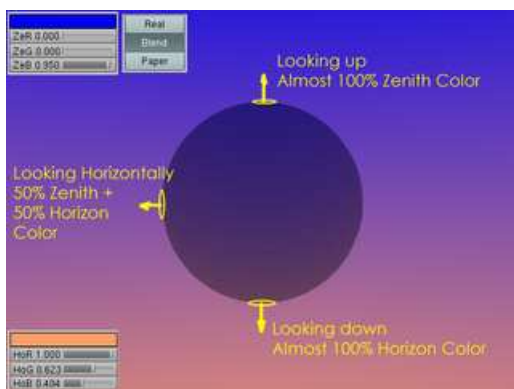 ZeR 0.000
ZeG 0.000
ZeB 0.950
Real
Blend
Paper
Looking up
Almost 100% Zenith Color
Looking Horizontally
50% Zenith +
50% Horizon
Color
Looking down
Almost 100% Horizon Color
HoR 1.000
HoG 0.623
HoB 0.404